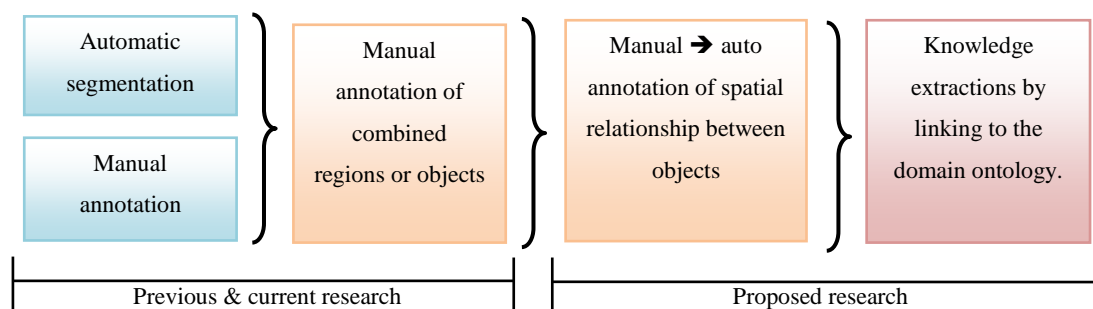 Automatic
segmentation
Manual
annotation
Manual
annotation of
combined
regions or objects
Manual ➔ auto
annotation of spatial
relationship between
objects
Knowledge
extractions by
linking to the
domain ontology.
Previous & current research
Proposed research